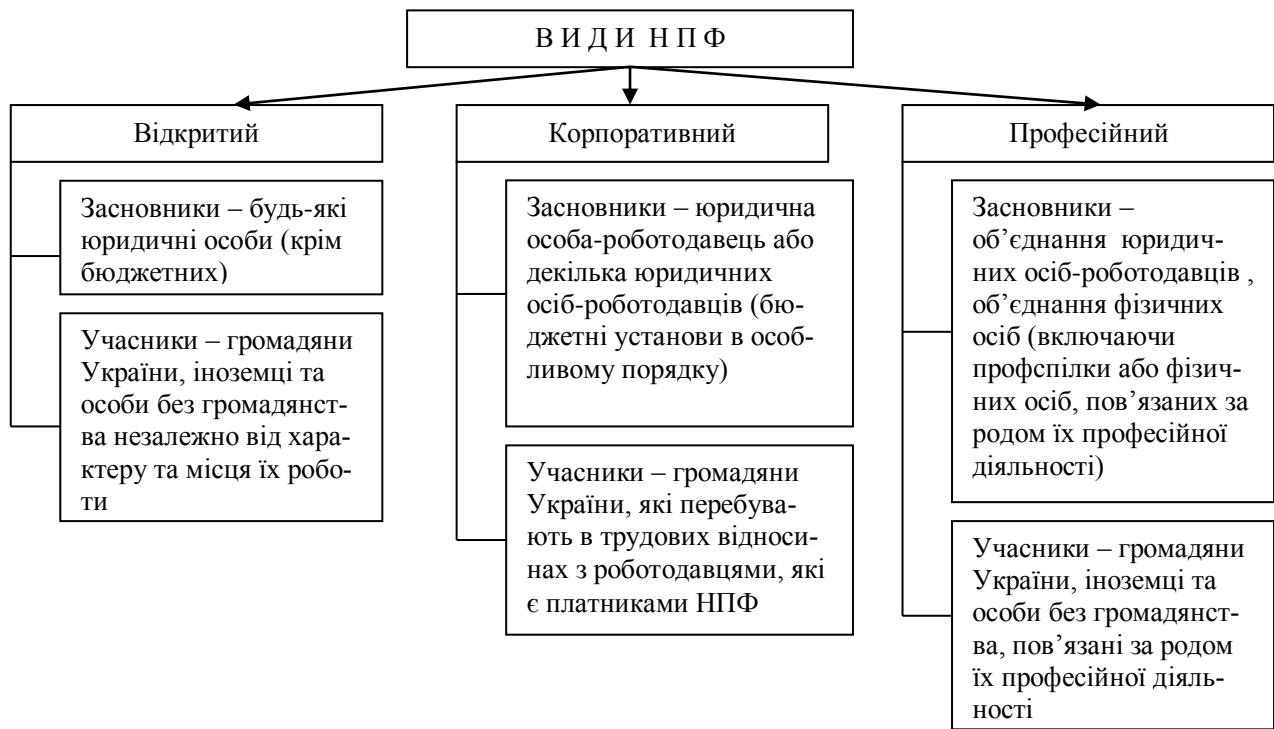 В И Д И Н П Ф
Відкритий
Засновники – будь-які
юридичні особи (крім
бюджетних)
Учасники – громадяни
України, іноземці та
особи без громадянст-
ва незалежно від хара-
ктеру та місця їх робо-
ти
Корпоративний
Засновники – юридична
особа-роботодавець або
декілька юридичних
осіб-роботодавців (бю-
джетні установи в особ-
ливому порядку)
Учасники – громадяни
України, які перебува-
ють в трудових відноси-
нах з роботодавцями, які
є платниками НПФ
Професійний
Засновники –
об’єднання юридич-
них осіб-роботодавців ,
об’єднання фізичних
осіб (включаючи
профспілки або фізич-
них осіб, пов’язаних за
родом їх професійної
діяльності)
Учасники – громадяни
України, іноземці та
особи без громадянст-
ва, пов’язані за родом
їх професійної діяль-
ності